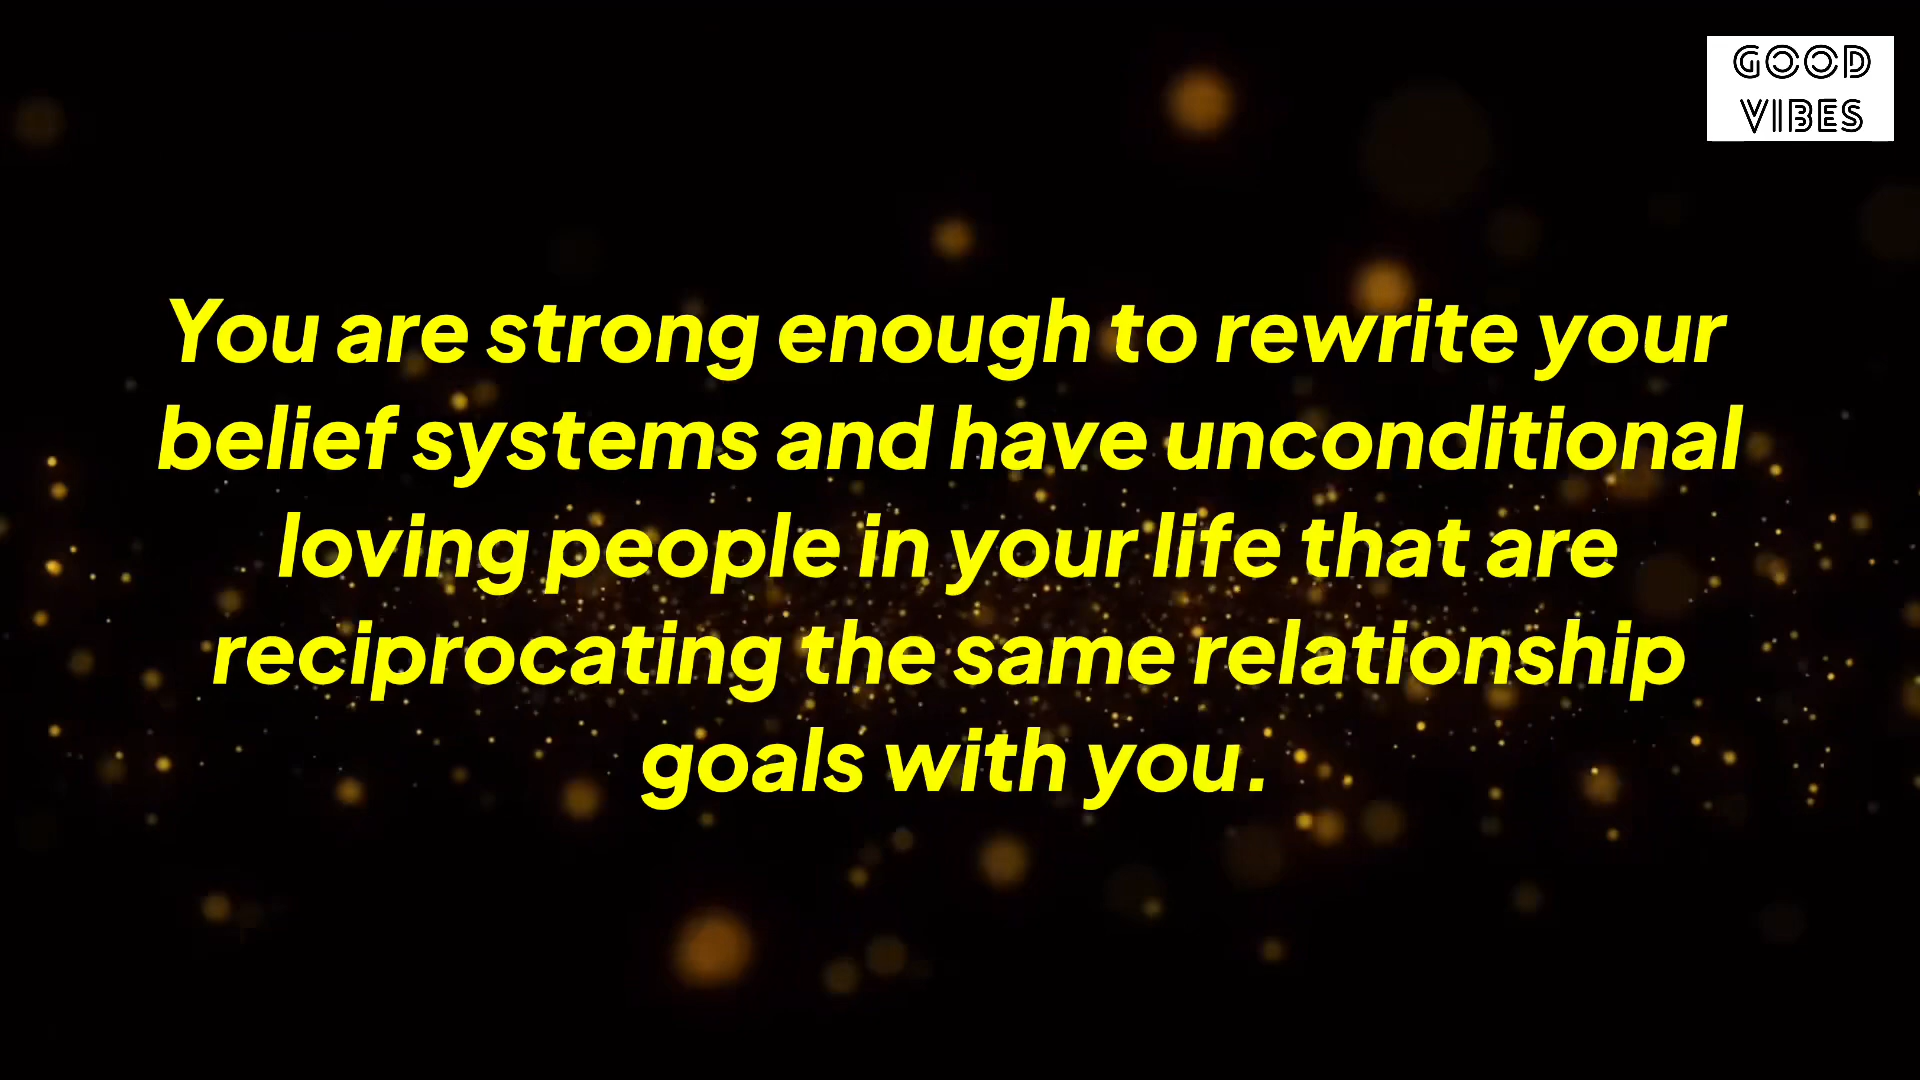 GOOD
VIBES
You are strong enough to rewrite your
belief systems and have unconditional
loving people in your life that are
reciprocating the same relationship
goals with you.